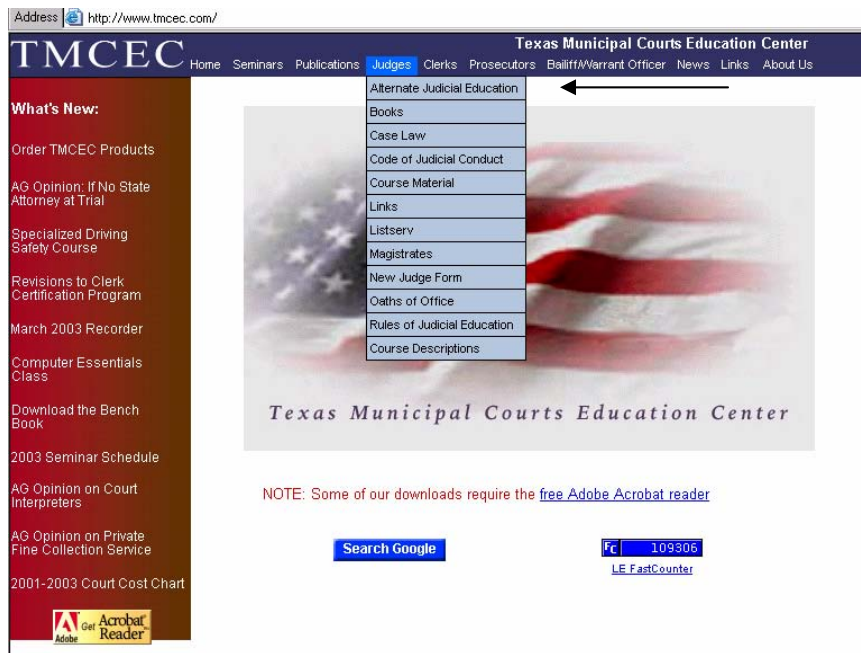 Address http://www.tmcec.com/
TMCEC
Texas Municipal Courts Education Center
Home Seminars Publications Judges Clerks Prosecutors Bailiff/Warrant Officer News Links About Us
Alternate Judicial Education
Books
Case Law
Code of Judicial Conduct
Course Material
Links
Listserv
Magistrates
New Judge Form
Oaths of Office
Rules of Judicial Education
Course Descriptions
What's New:
Order TMCEC Products
AG Opinion: If No State
Attorney at Trial
Specialized Driving
Safety Course
Revisions to Clerk
Certification Program
March 2003 Recorder
Computer Essentials
Class
Download the Bench
Book
2003 Seminar Schedule
AG Opinion on Court
Interpreters
AG Opinion on Private
Fine Collection Service
2001-2003 Court Cost Chart
Adobe
Get Acrobat
Reader
Texas Municipal Courts Education Center
NOTE: Some of our downloads require the free Adobe Acrobat reader
Search Google
FC 109306
LE FastCounter